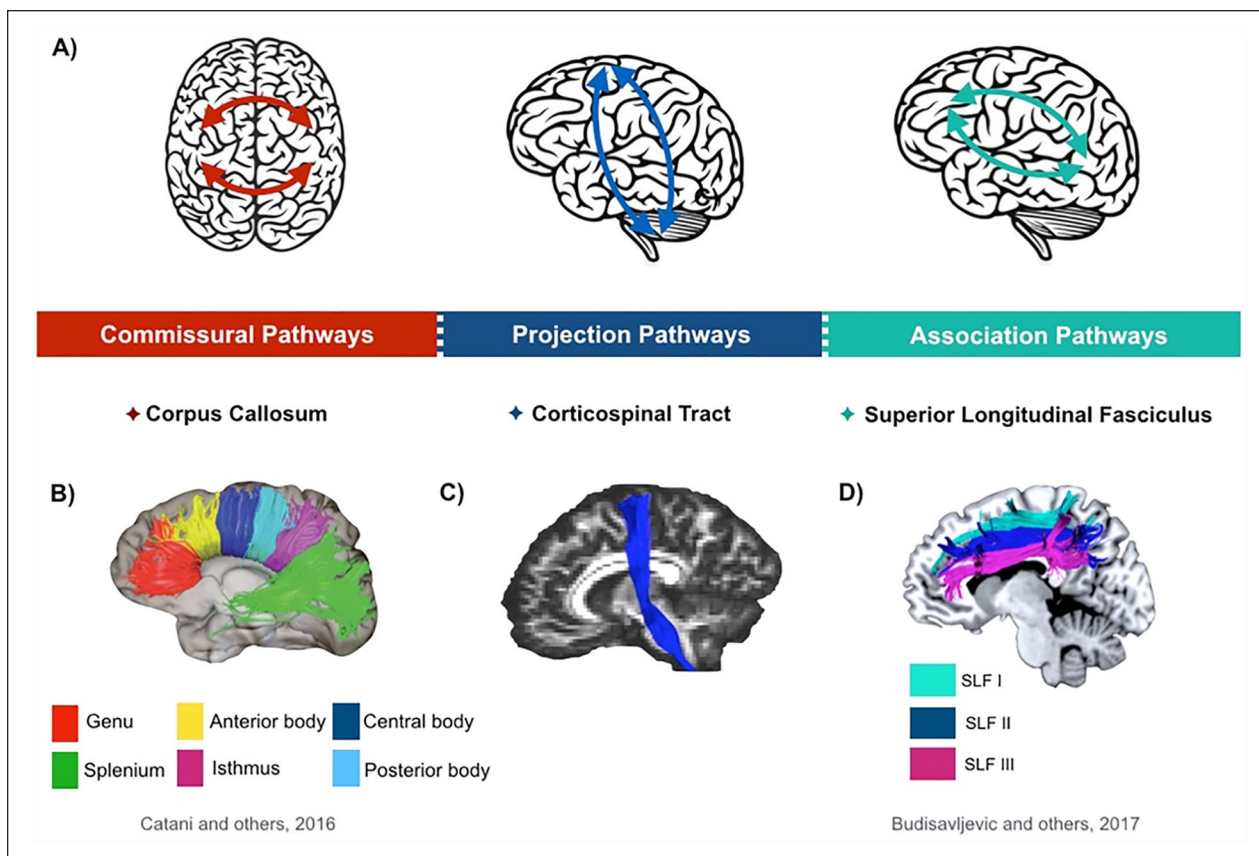 A)
Commissural Pathways
Projection Pathways
Association Pathways
✦ Corpus Callosum
✦ Corticospinal Tract
✦ Superior Longitudinal Fasciculus
B)
C)
D)
Genu
Anterior body
Central body
Splenium
Isthmus
Posterior body
SLF I
SLF II
SLF III
Catani and others, 2016
Budisavljevic and others, 2017